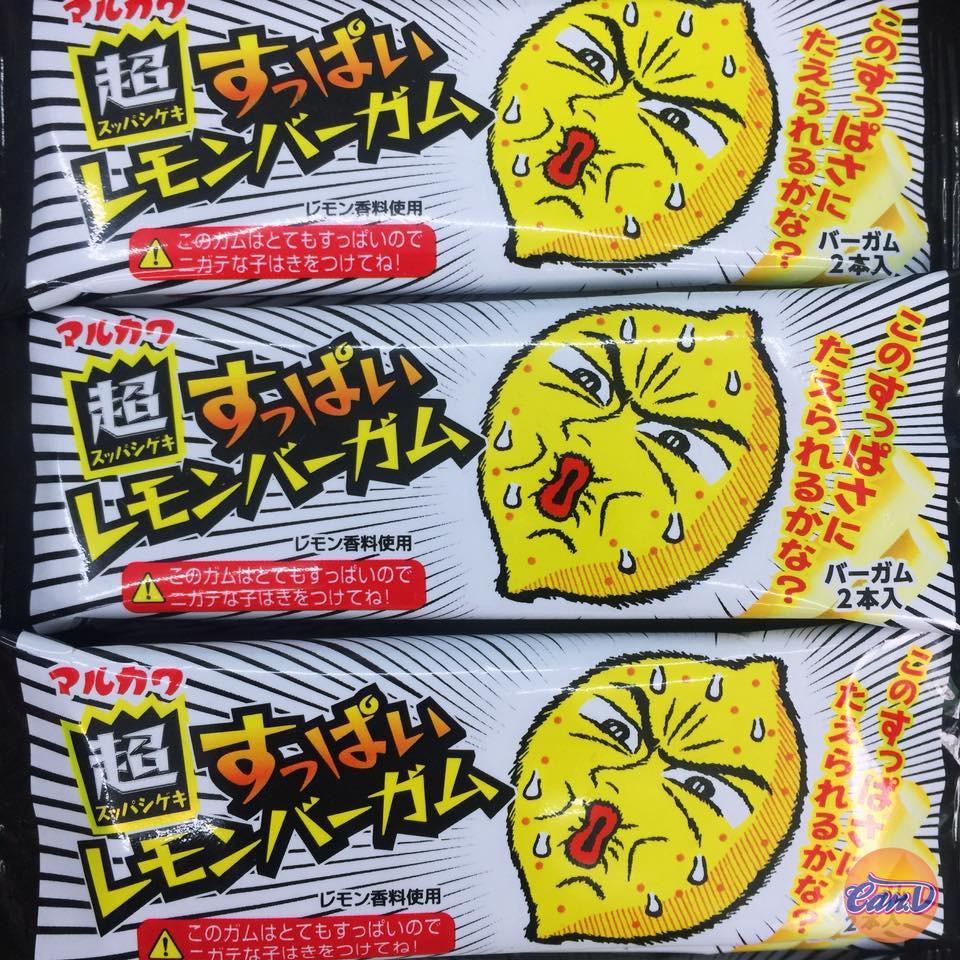 マルカワ
超
スッパシゲキ
すっぱい
レモンバーガム
レモン香料使用
このガムはとてもすっぱいので
ニガテな子はきをつけてね!
このすっぱさに
たえられるかな?
バーガム
2本入
マルカワ
超
スッパシゲキ
すっぱい
レモンバーガム
レモン香料使用
このガムはとてもすっぱいので
ニガテな子はきをつけてね!
このすっぱさに
たえられるかな?
バーガム
2本入
マルカワ
超
スッパシゲキ
すっぱい
レモンバーガム
レモン香料使用
このガムはとてもすっぱいので
ニガテな子はきをつけてね!
このすっぱさに
たえられるかな?
2本入
Can.D